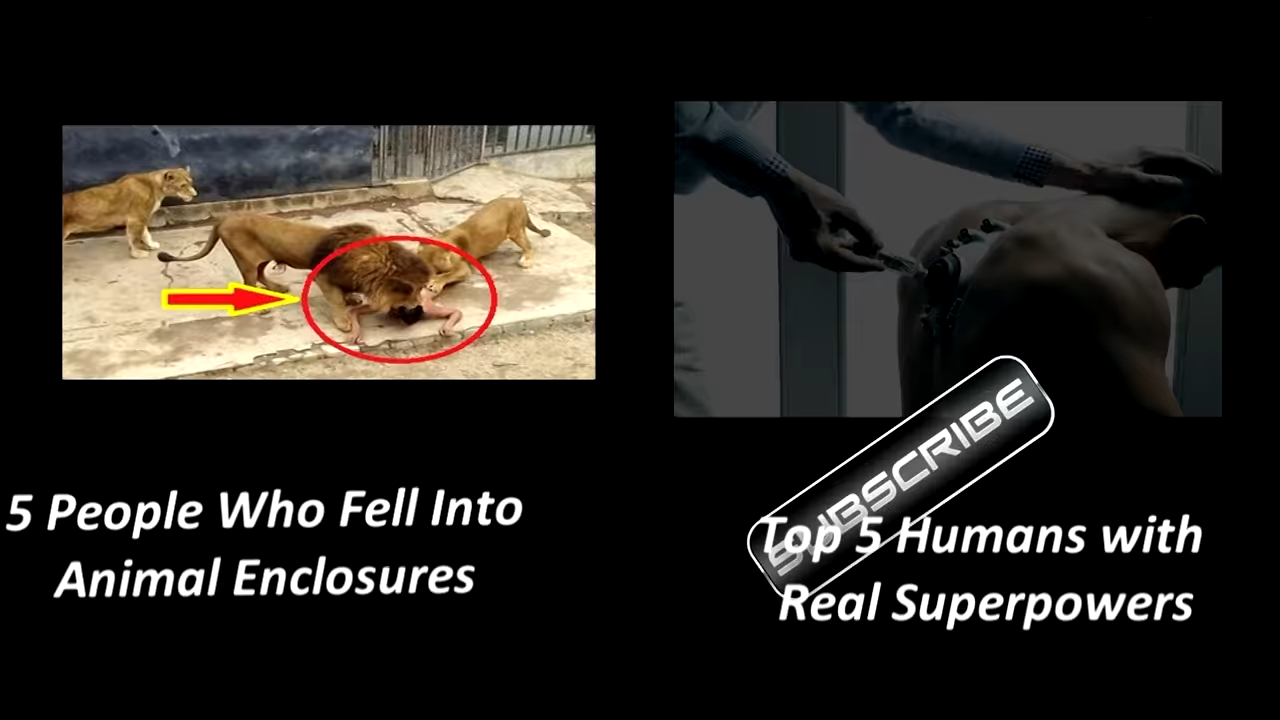 5 People Who Fell Into
Animal Enclosures
SUBSCRIBE
Top 5 Humans with
Real Superpowers